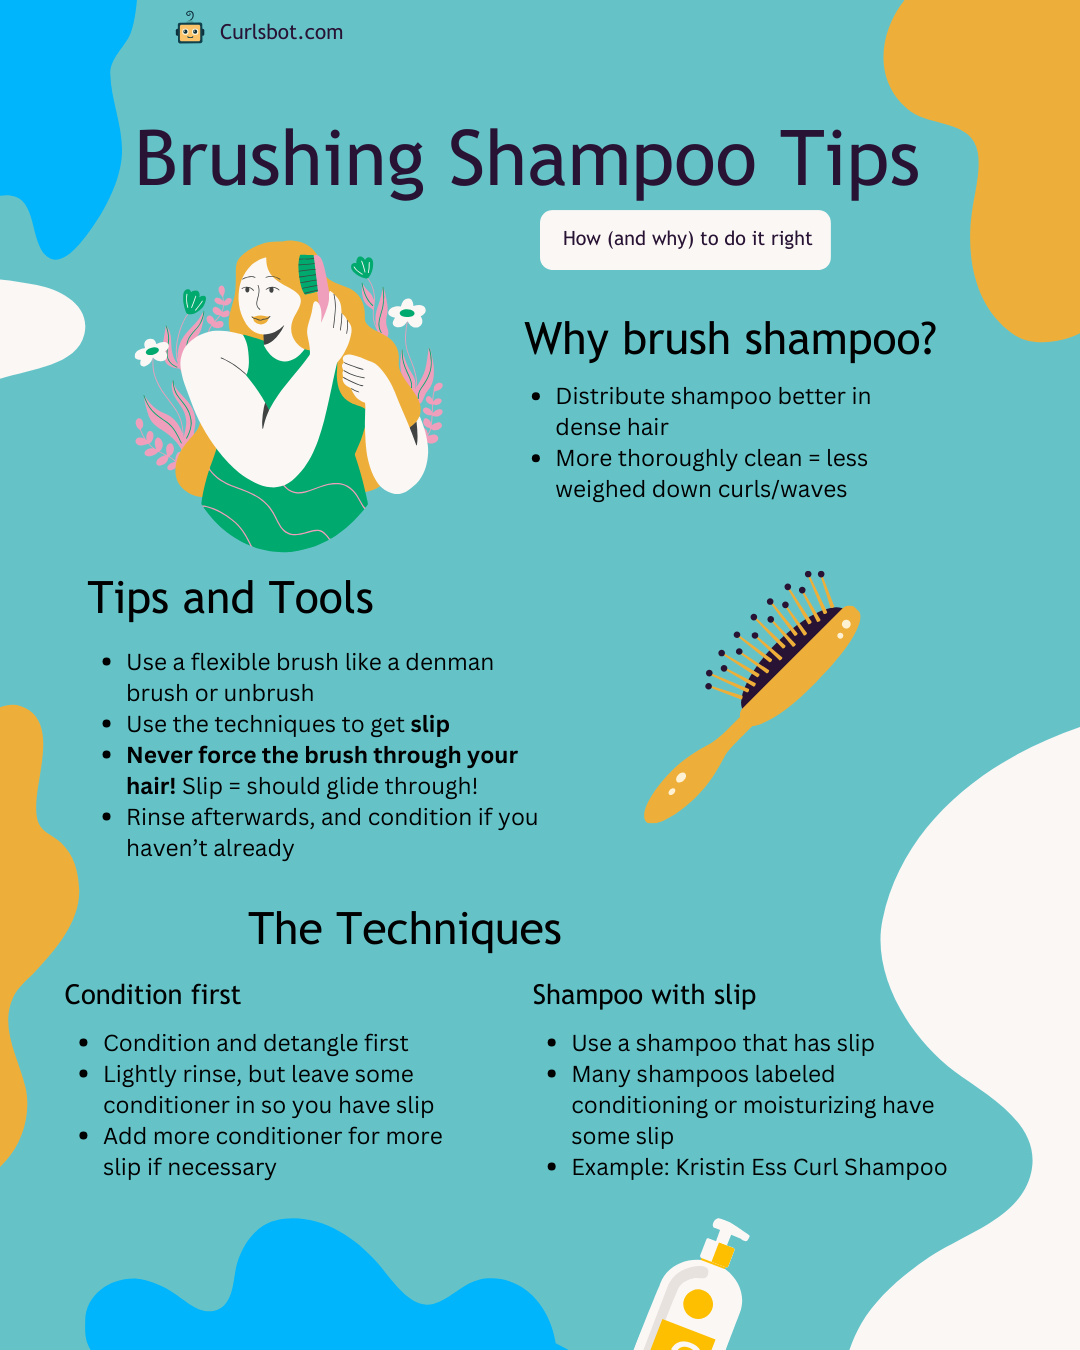 Curlsbot.com
Brushing Shampoo Tips
How (and why) to do it right
Why brush shampoo?
• Distribute shampoo better in
dense hair
• More thoroughly clean = less
weighed down curls/waves
Tips and Tools
• Use a flexible brush like a denman
brush or unbrush
• Use the techniques to get slip
• Never force the brush through your
hair! Slip = should glide through!
• Rinse afterwards, and condition if you
haven’t already
The Techniques
Condition first
• Condition and detangle first
• Lightly rinse, but leave some
conditioner in so you have slip
• Add more conditioner for more
slip if necessary
Shampoo with slip
• Use a shampoo that has slip
• Many shampoos labeled
conditioning or moisturizing have
some slip
• Example: Kristin Ess Curl Shampoo